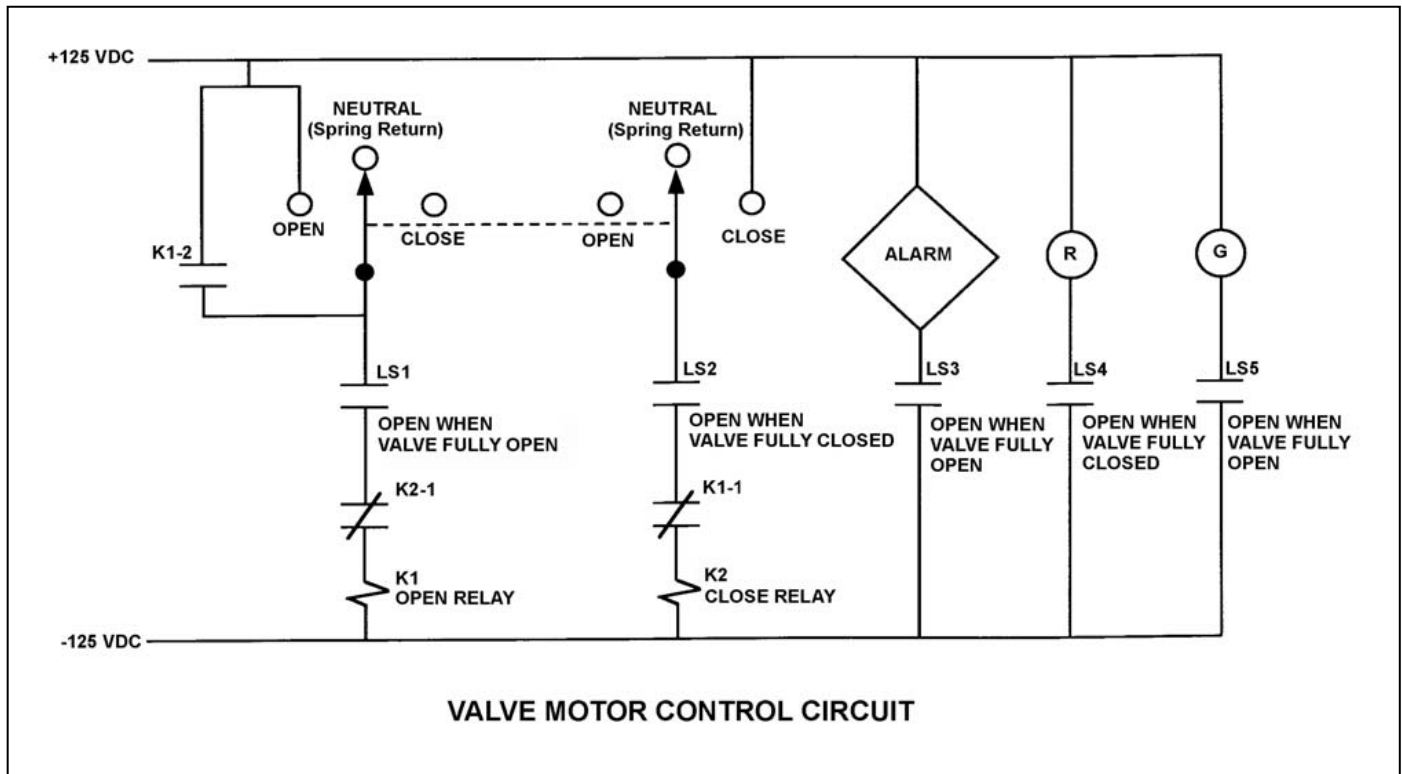 +125 VDC
NEUTRAL
(Spring Return)
NEUTRAL
(Spring Return)
OPEN
CLOSE
OPEN
CLOSE
K1-2
ALARM
R
G
LS1
OPEN WHEN
VALVE FULLY OPEN
LS2
OPEN WHEN
VALVE FULLY CLOSED
LS3
OPEN WHEN
VALVE FULLY
OPEN
LS4
OPEN WHEN
VALVE FULLY
CLOSED
LS5
OPEN WHEN
VALVE FULLY
OPEN
K2-1
K1-1
K1
OPEN RELAY
K2
CLOSE RELAY
-125 VDC
VALVE MOTOR CONTROL CIRCUIT